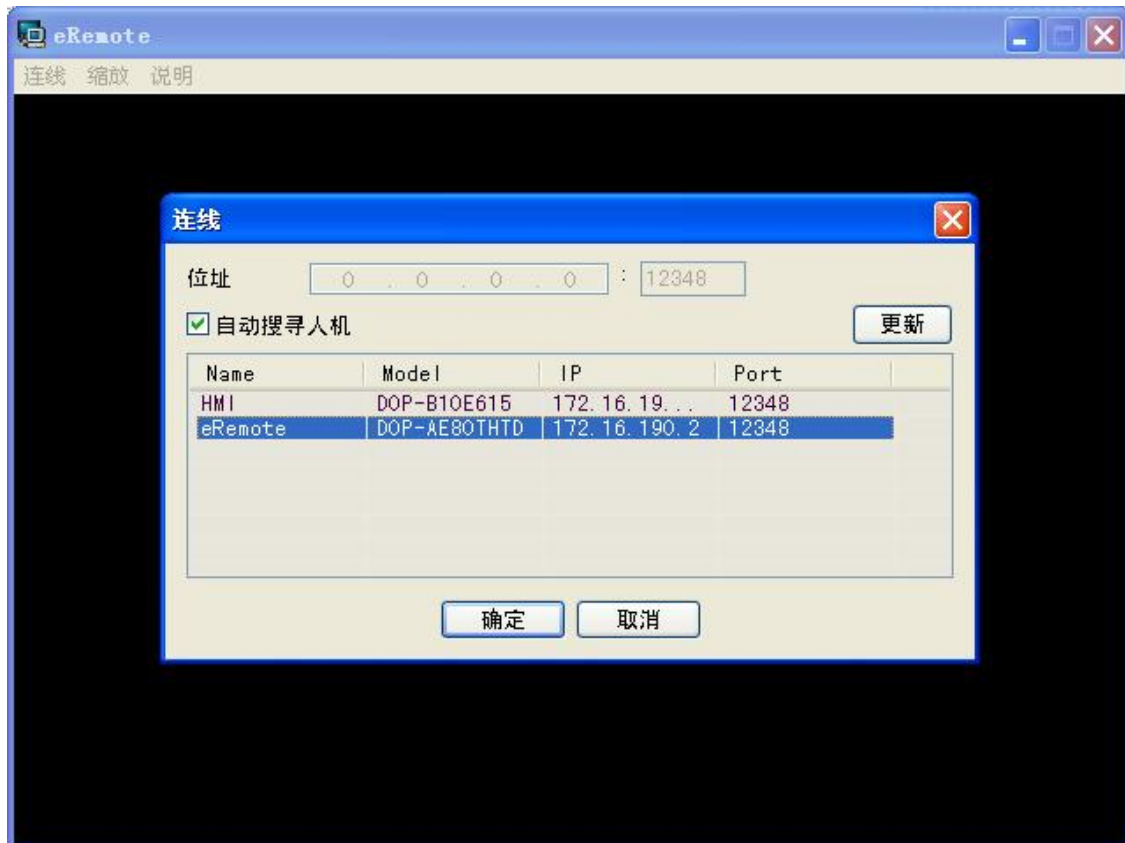 eRemote
连线 缩放 说明
连线
位址 0 . 0 . 0 . 0 : 12348
自动搜寻人机 更新
Name Model IP Port
HMI DOP-B10E615 172.16.19... 12348
eRemote DOP-AE80THTD 172.16.190.2 12348
确定 取消